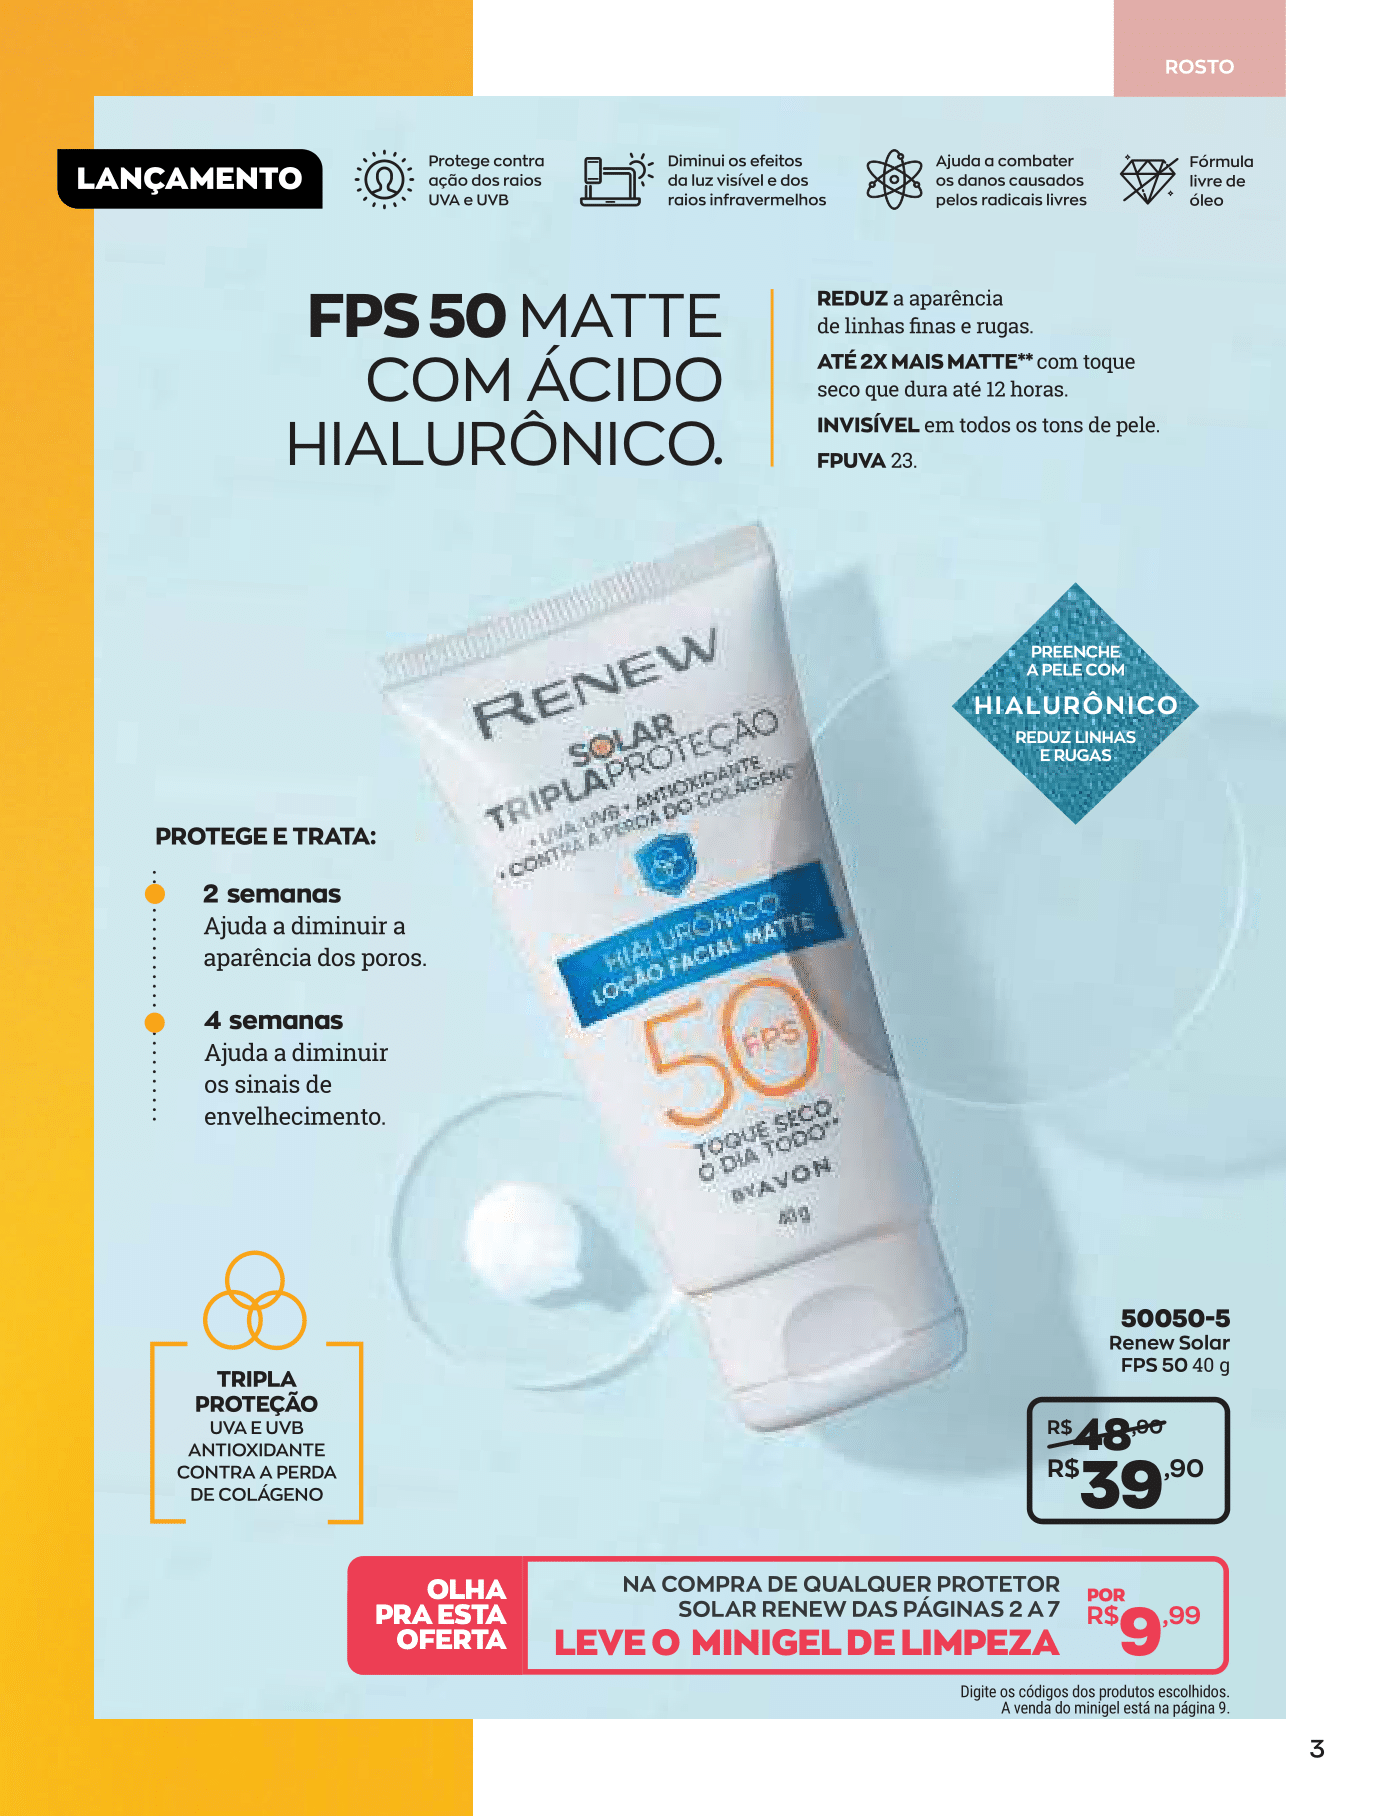 ROSTO
LANÇAMENTO
Protege contra
ação dos raios
UVA e UVB
Diminui os efeitos
da luz visível e dos
raios infravermelhos
Ajuda a combater
os danos causados
pelos radicais livres
Fórmula
livre de
óleo
FPS 50 MATTE
COM ÁCIDO
HIALURÔNICO.
REDUZ a aparência
de linhas finas e rugas.
ATÉ 2X MAIS MATTE** com toque
seco que dura até 12 horas.
INVISÍVEL em todos os tons de pele.
FPUVA 23.
RENEW
SOLAR
TRIPLAPROTEÇÃO
• UVA/UVB • ANTIOXIDANTE
• CONTRA A PERDA DO COLÁGENO
HIALURÔNICO
LOÇÃO FACIAL MATTE
50
FPS
TOQUE SECO
O DIA TODO**
BY AVON
40 g
PREENCHE
A PELE COM
HIALURÔNICO
REDUZ LINHAS
E RUGAS
PROTEGE E TRATA:
2 semanas
Ajuda a diminuir a
aparência dos poros.
4 semanas
Ajuda a diminuir
os sinais de
envelhecimento.
TRIPLA
PROTEÇÃO
UVA E UVB
ANTIOXIDANTE
CONTRA A PERDA
DE COLÁGENO
50050-5
Renew Solar
FPS 50 40 g
R$ 48,90
R$ 39,90
OLHA
PRA ESTA
OFERTA
NA COMPRA DE QUALQUER PROTETOR
SOLAR RENEW DAS PÁGINAS 2 A 7
LEVE O MINIGEL DE LIMPEZA
POR
R$ 9,99
Digite os códigos dos produtos escolhidos.
A venda do minigel está na página 9.
3